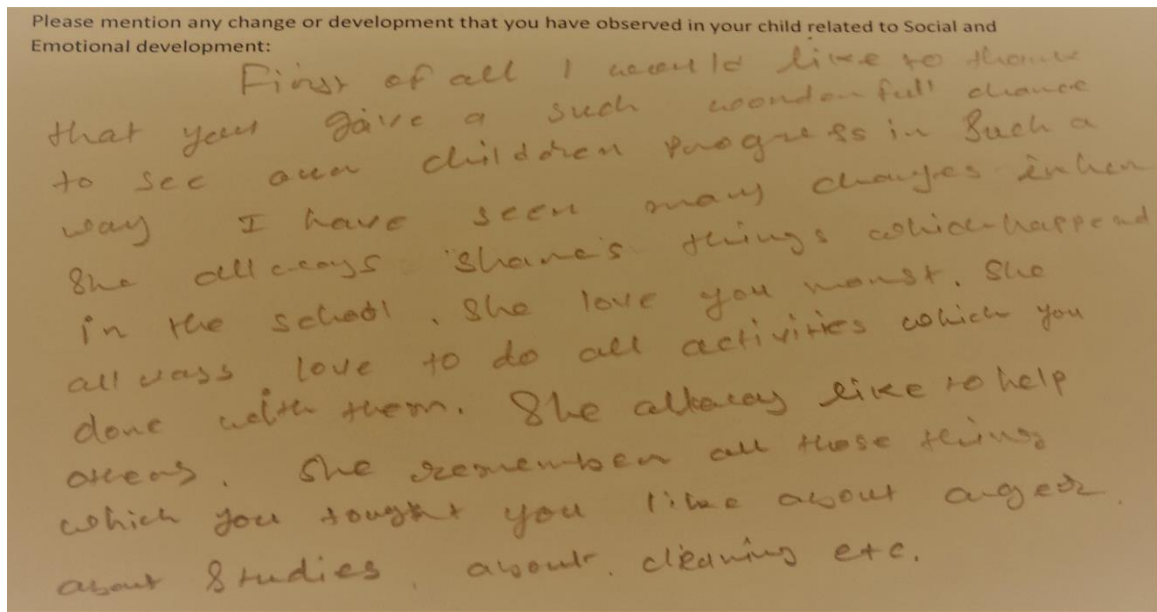 Please mention any change or development that you have observed in your child related to Social and
Emotional development:
First of all I would like to thank
that you gave a such woondonfull chance
to see our children progress in such a
way I have seen many changes in her
She allways share's things which happend
in the school. She love you monst. She
allwass love to do all activities which you
done with them. She allways like to help
others. She remember all those things
which you tought you like about anger.
about Studies, about cleaning etc.